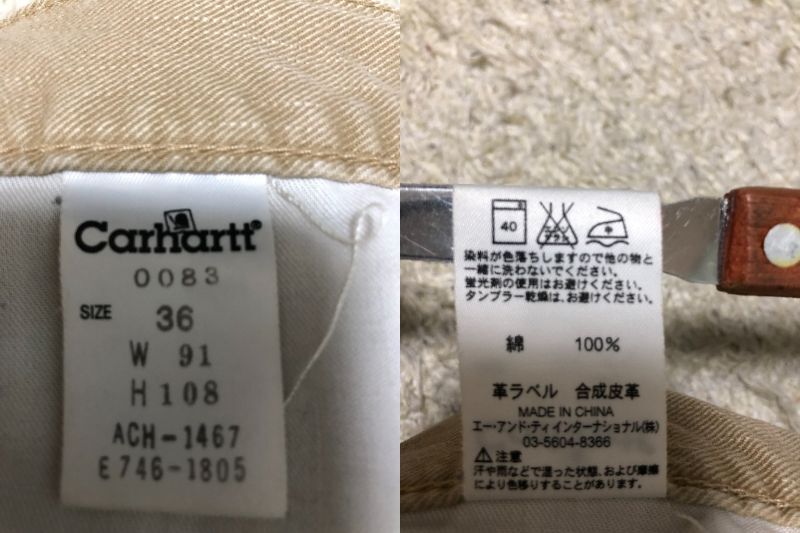 Carhartt
0083
SIZE 36
W 91
H 108
ACH-1467
E746-1805
40
エンソサラシ
中
染料が色落ちしますので他の物と
一緒に洗わないでください。
蛍光剤の使用はお避けください。
タンブラー乾燥は、お避けください。
綿 100%
革ラベル 合成皮革
MADE IN CHINA
エー・アンド・ティインターナショナル(株)
03-5604-8366
⚠注意
汗や雨などで湿った状態、および摩擦
により色移りすることがあります。